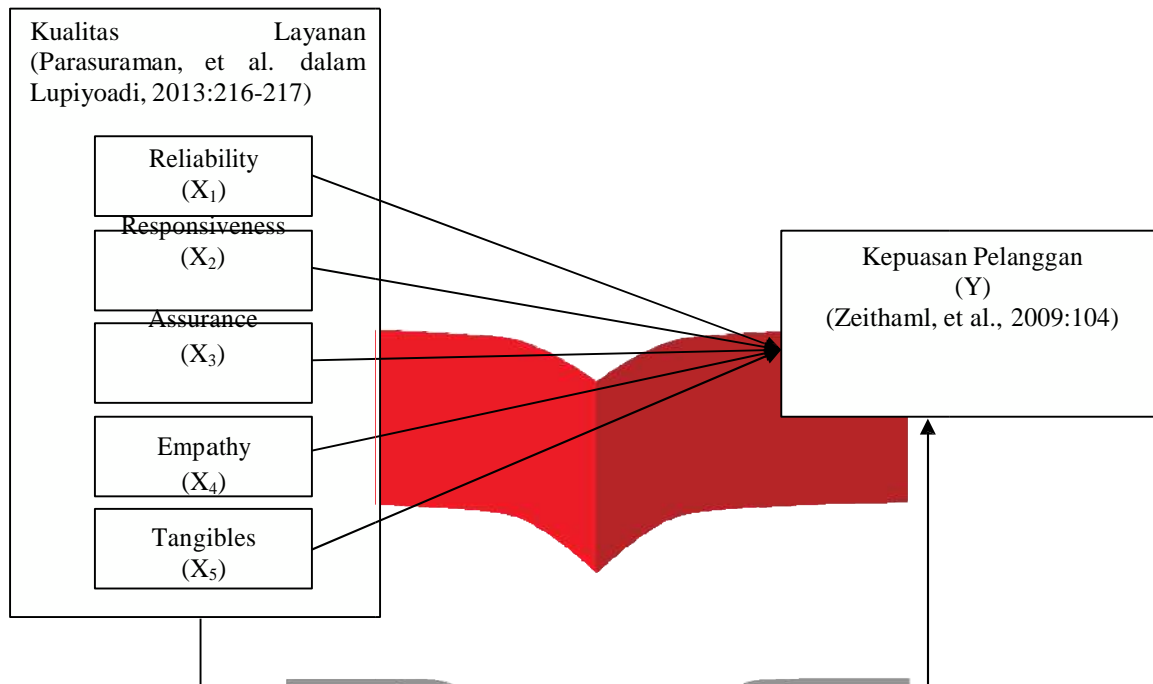 Kualitas Layanan
(Parasuraman, et al. dalam
Lupiyoadi, 2013:216-217)
Reliability
(X₁)
Responsiveness
(X₂)
Assurance
(X₃)
Empathy
(X₄)
Tangibles
(X₅)
Kepuasan Pelanggan
(Y)
(Zeithaml, et al., 2009:104)